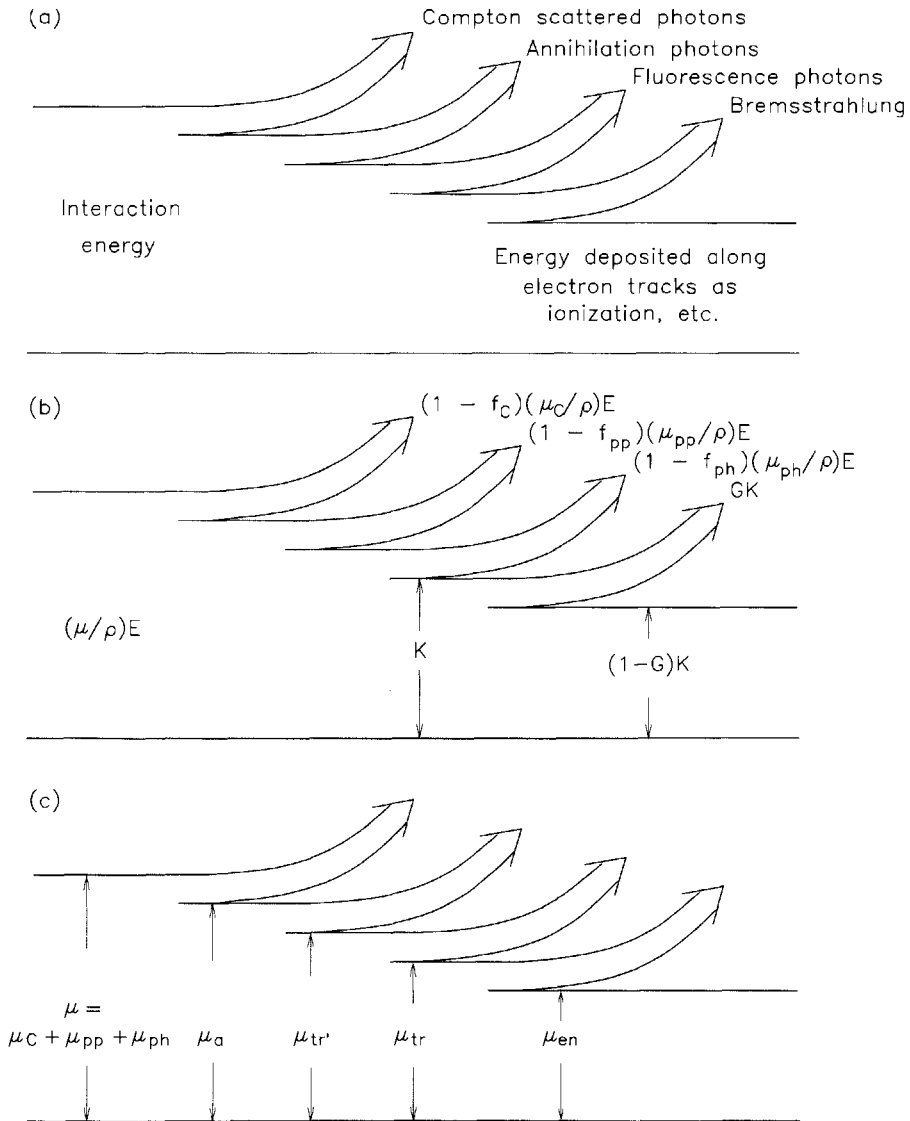 (a)
Compton scattered photons
Annihilation photons
Fluorescence photons
Bremsstrahlung
Interaction
energy
Energy deposited along
electron tracks as
ionization, etc.
(b)
(1 − f_C)(μ_C/ρ)E
(1 − f_pp)(μ_pp/ρ)E
(1 − f_ph)(μ_ph/ρ)E
GK
(μ/ρ)E
K
(1−G)K
(c)
μ =
μ_C + μ_pp + μ_ph
μ_a
μ_tr'
μ_tr
μ_en